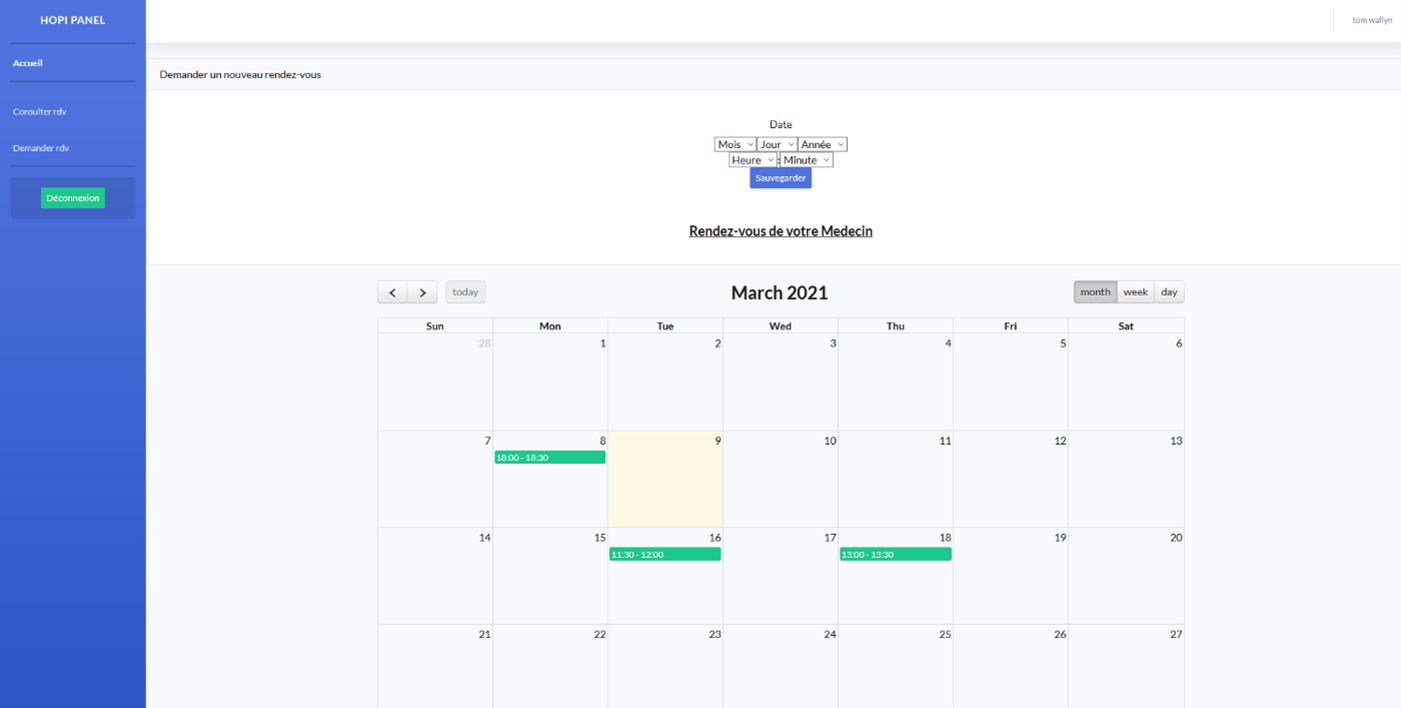 HOPI PANEL
tom wallyn
Accueil
Consulter rdv
Demander rdv
Déconnexion
Demander un nouveau rendez-vous
Date
Mois Jour Année
Heure : Minute
Sauvegarder
Rendez-vous de votre Medecin
today March 2021 month week day
Sun Mon Tue Wed Thu Fri Sat
28 1 2 3 4 5 6
7 8 9 10 11 12 13
18:00 - 18:30
14 15 16 17 18 19 20
11:30 - 12:00 13:00 - 13:30
21 22 23 24 25 26 27